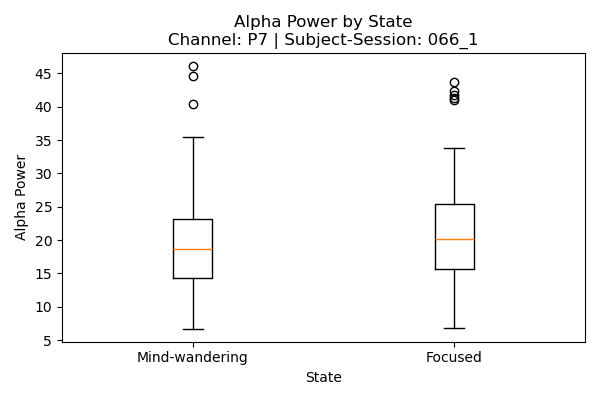 Alpha Power by State
Channel: P7 | Subject-Session: 066_1
Alpha Power
45
40
35
30
25
20
15
10
5
Mind-wandering
Focused
State